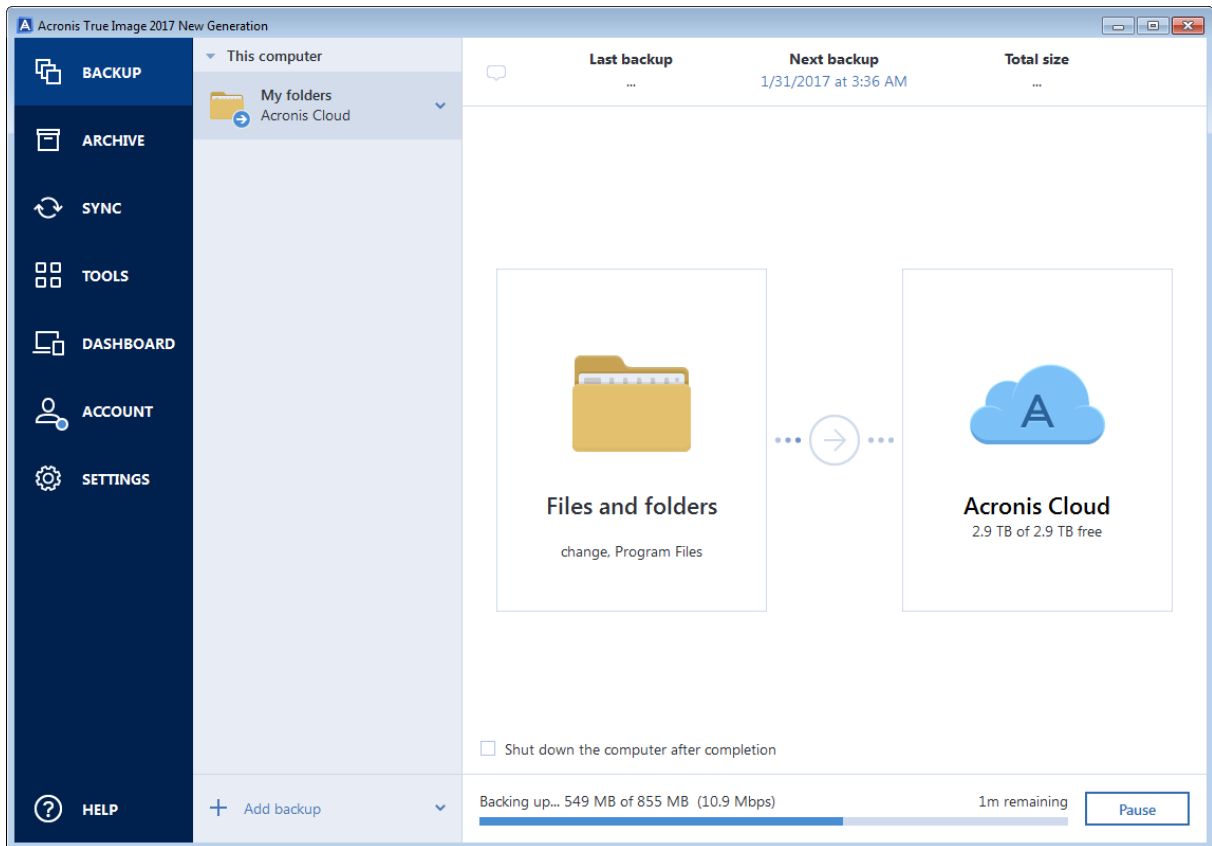 Acronis True Image 2017 New Generation
BACKUP
ARCHIVE
SYNC
TOOLS
DASHBOARD
ACCOUNT
SETTINGS
HELP
This computer
My folders
Acronis Cloud
Add backup
Last backup
...
Next backup
1/31/2017 at 3:36 AM
Total size
...
Files and folders
change, Program Files
Acronis Cloud
2.9 TB of 2.9 TB free
Shut down the computer after completion
Backing up... 549 MB of 855 MB (10.9 Mbps)
1m remaining
Pause